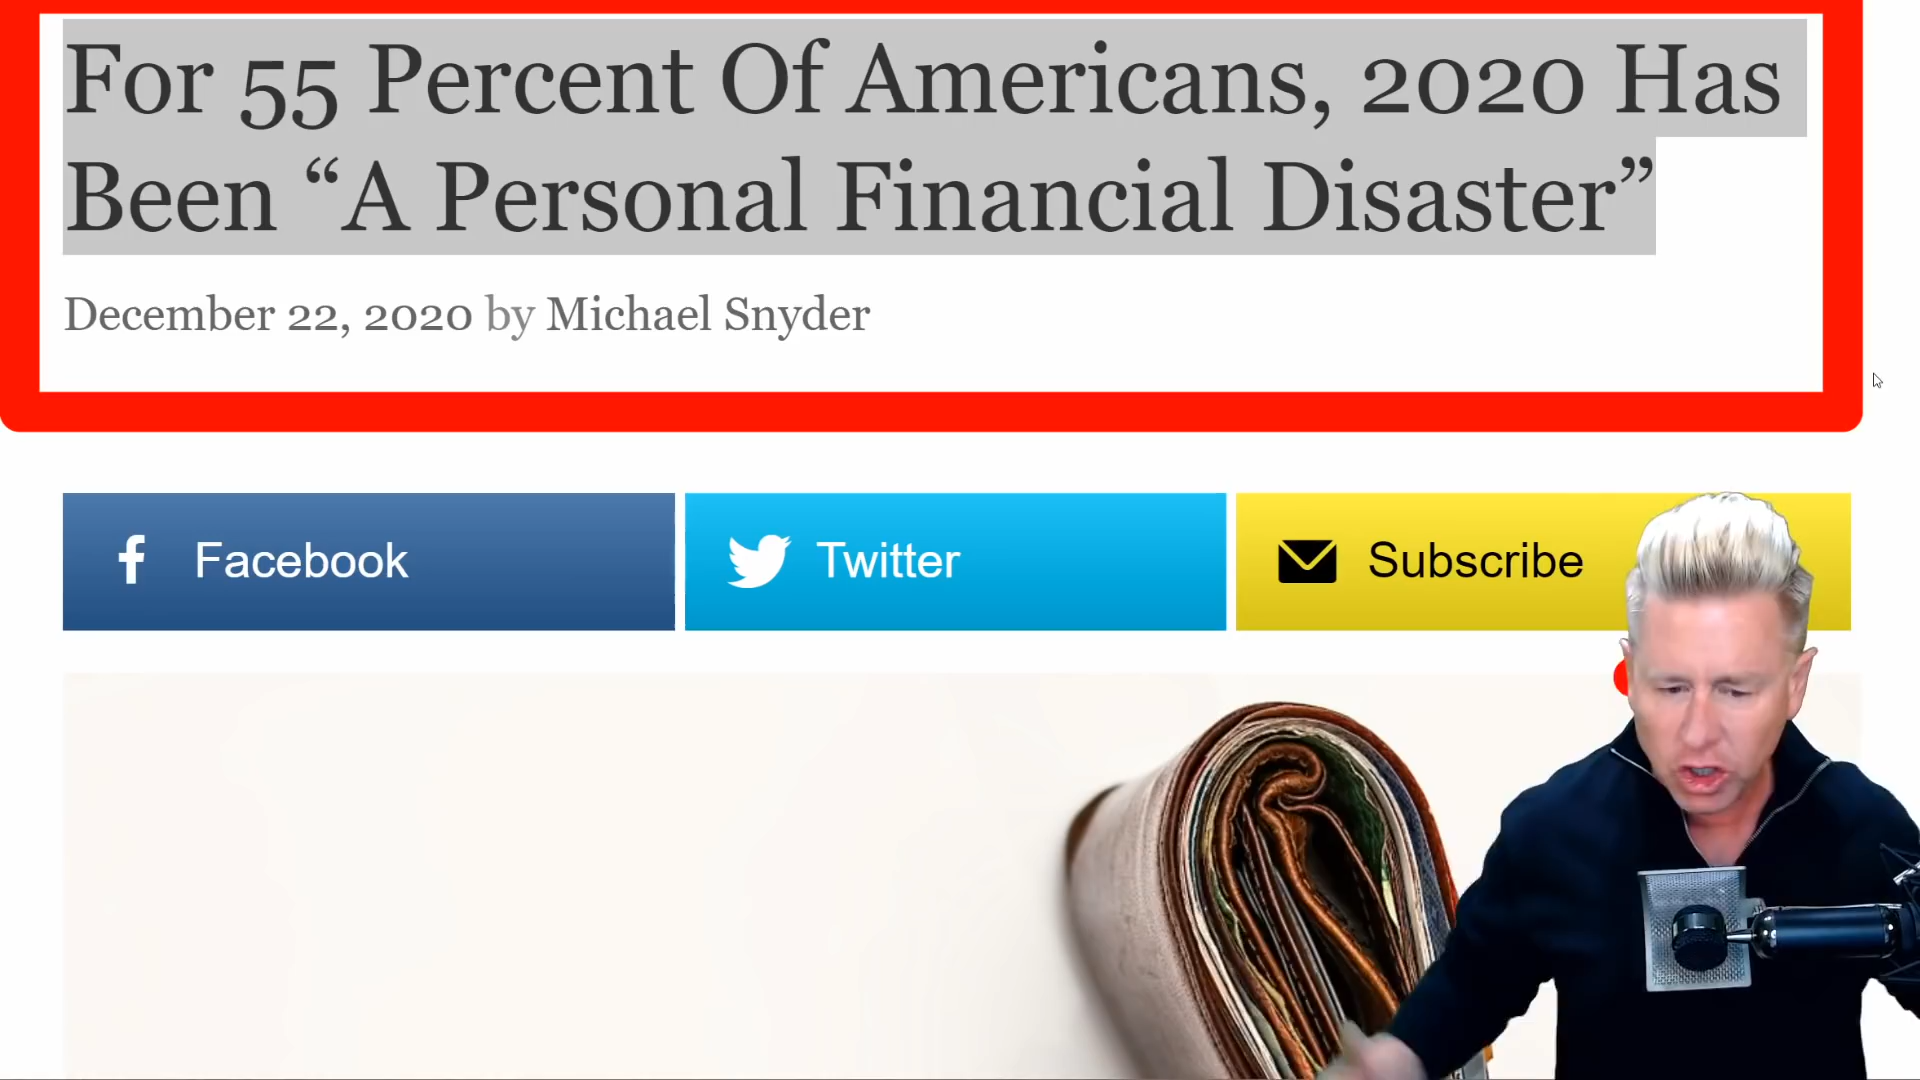 For 55 Percent Of Americans, 2020 Has
Been “A Personal Financial Disaster”
December 22, 2020 by Michael Snyder
Facebook
Twitter
Subscribe